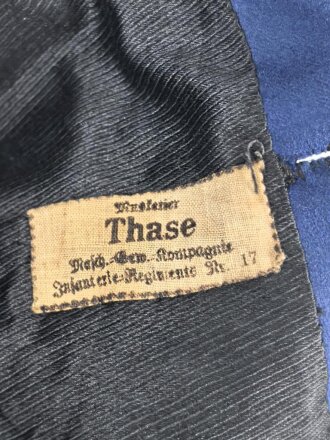 Musketier
Thase
Masch.-Gew.-Kompagnie
Infanterie-Regiments Nr. 17